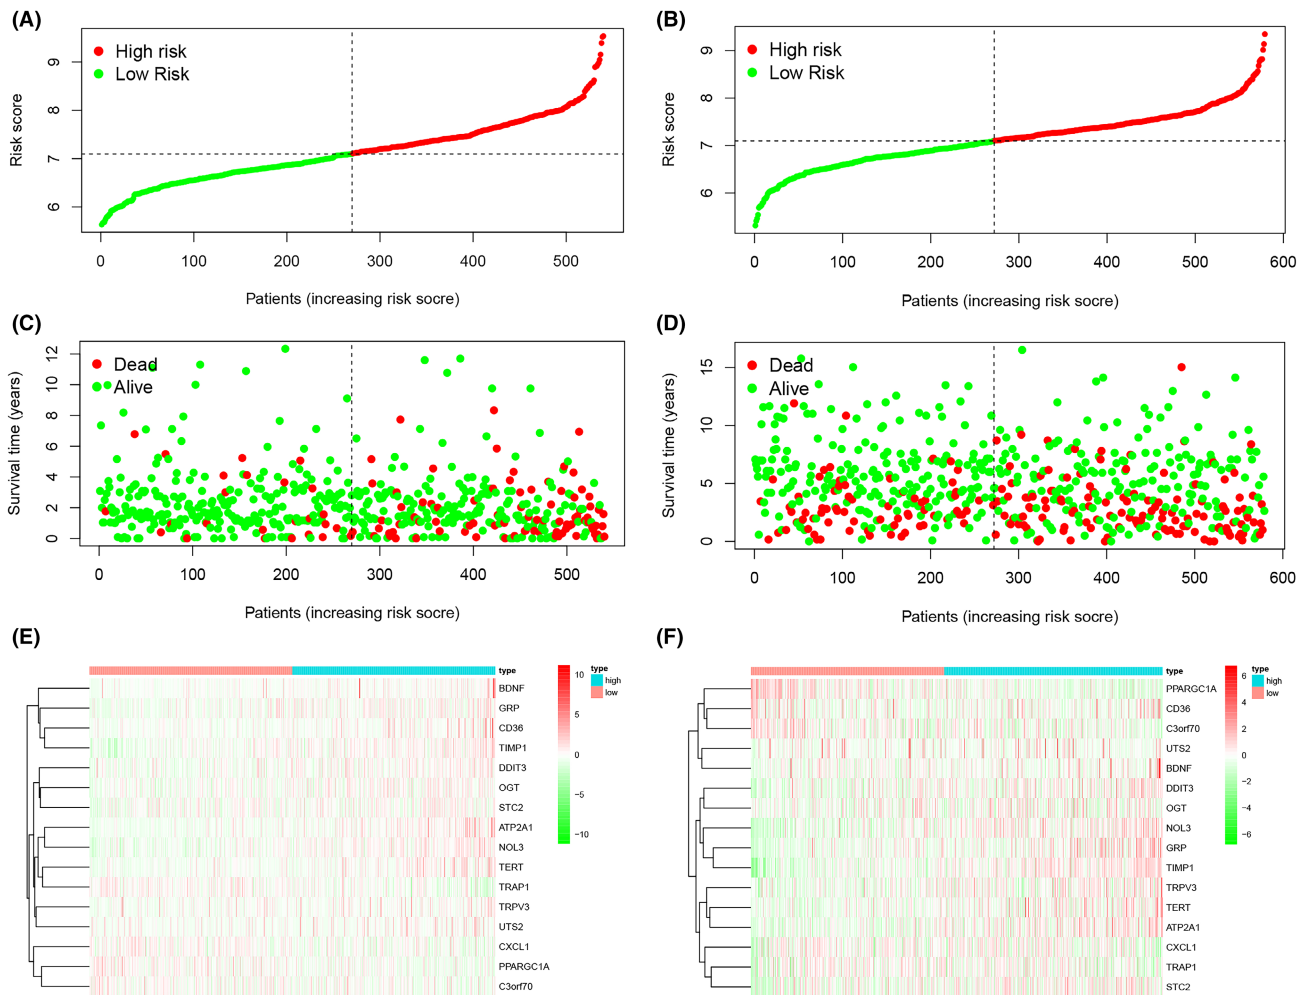 (A)
High risk
Low Risk
Risk score
9
8
7
6
0 100 200 300 400 500
Patients (increasing risk socre)
(B)
High risk
Low Risk
Risk score
9
8
7
6
0 100 200 300 400 500 600
Patients (increasing risk socre)
(C)
Dead
Alive
Survival time (years)
12
10
8
6
4
2
0
0 100 200 300 400 500
Patients (increasing risk socre)
(D)
Dead
Alive
Survival time (years)
15
10
5
0
0 100 200 300 400 500 600
Patients (increasing risk socre)
(E)
type
BDNF
GRP
CD36
TIMP1
DDIT3
OGT
STC2
ATP2A1
NOL3
TERT
TRAP1
TRPV3
UTS2
CXCL1
PPARGC1A
C3orf70
10
5
0
−5
−10
type
high
low
(F)
type
PPARGC1A
CD36
C3orf70
UTS2
BDNF
DDIT3
OGT
NOL3
GRP
TIMP1
TRPV3
TERT
ATP2A1
CXCL1
TRAP1
STC2
6
4
2
0
−2
−4
−6
type
high
low